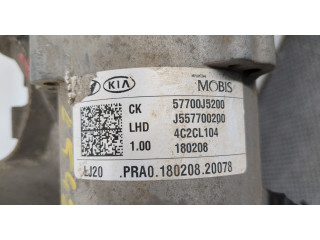 KIA MOBIS
CK 57700J5200
LHD J557700200
1.00 4C2CL104
180208
J20 .PRA0.180208.20078